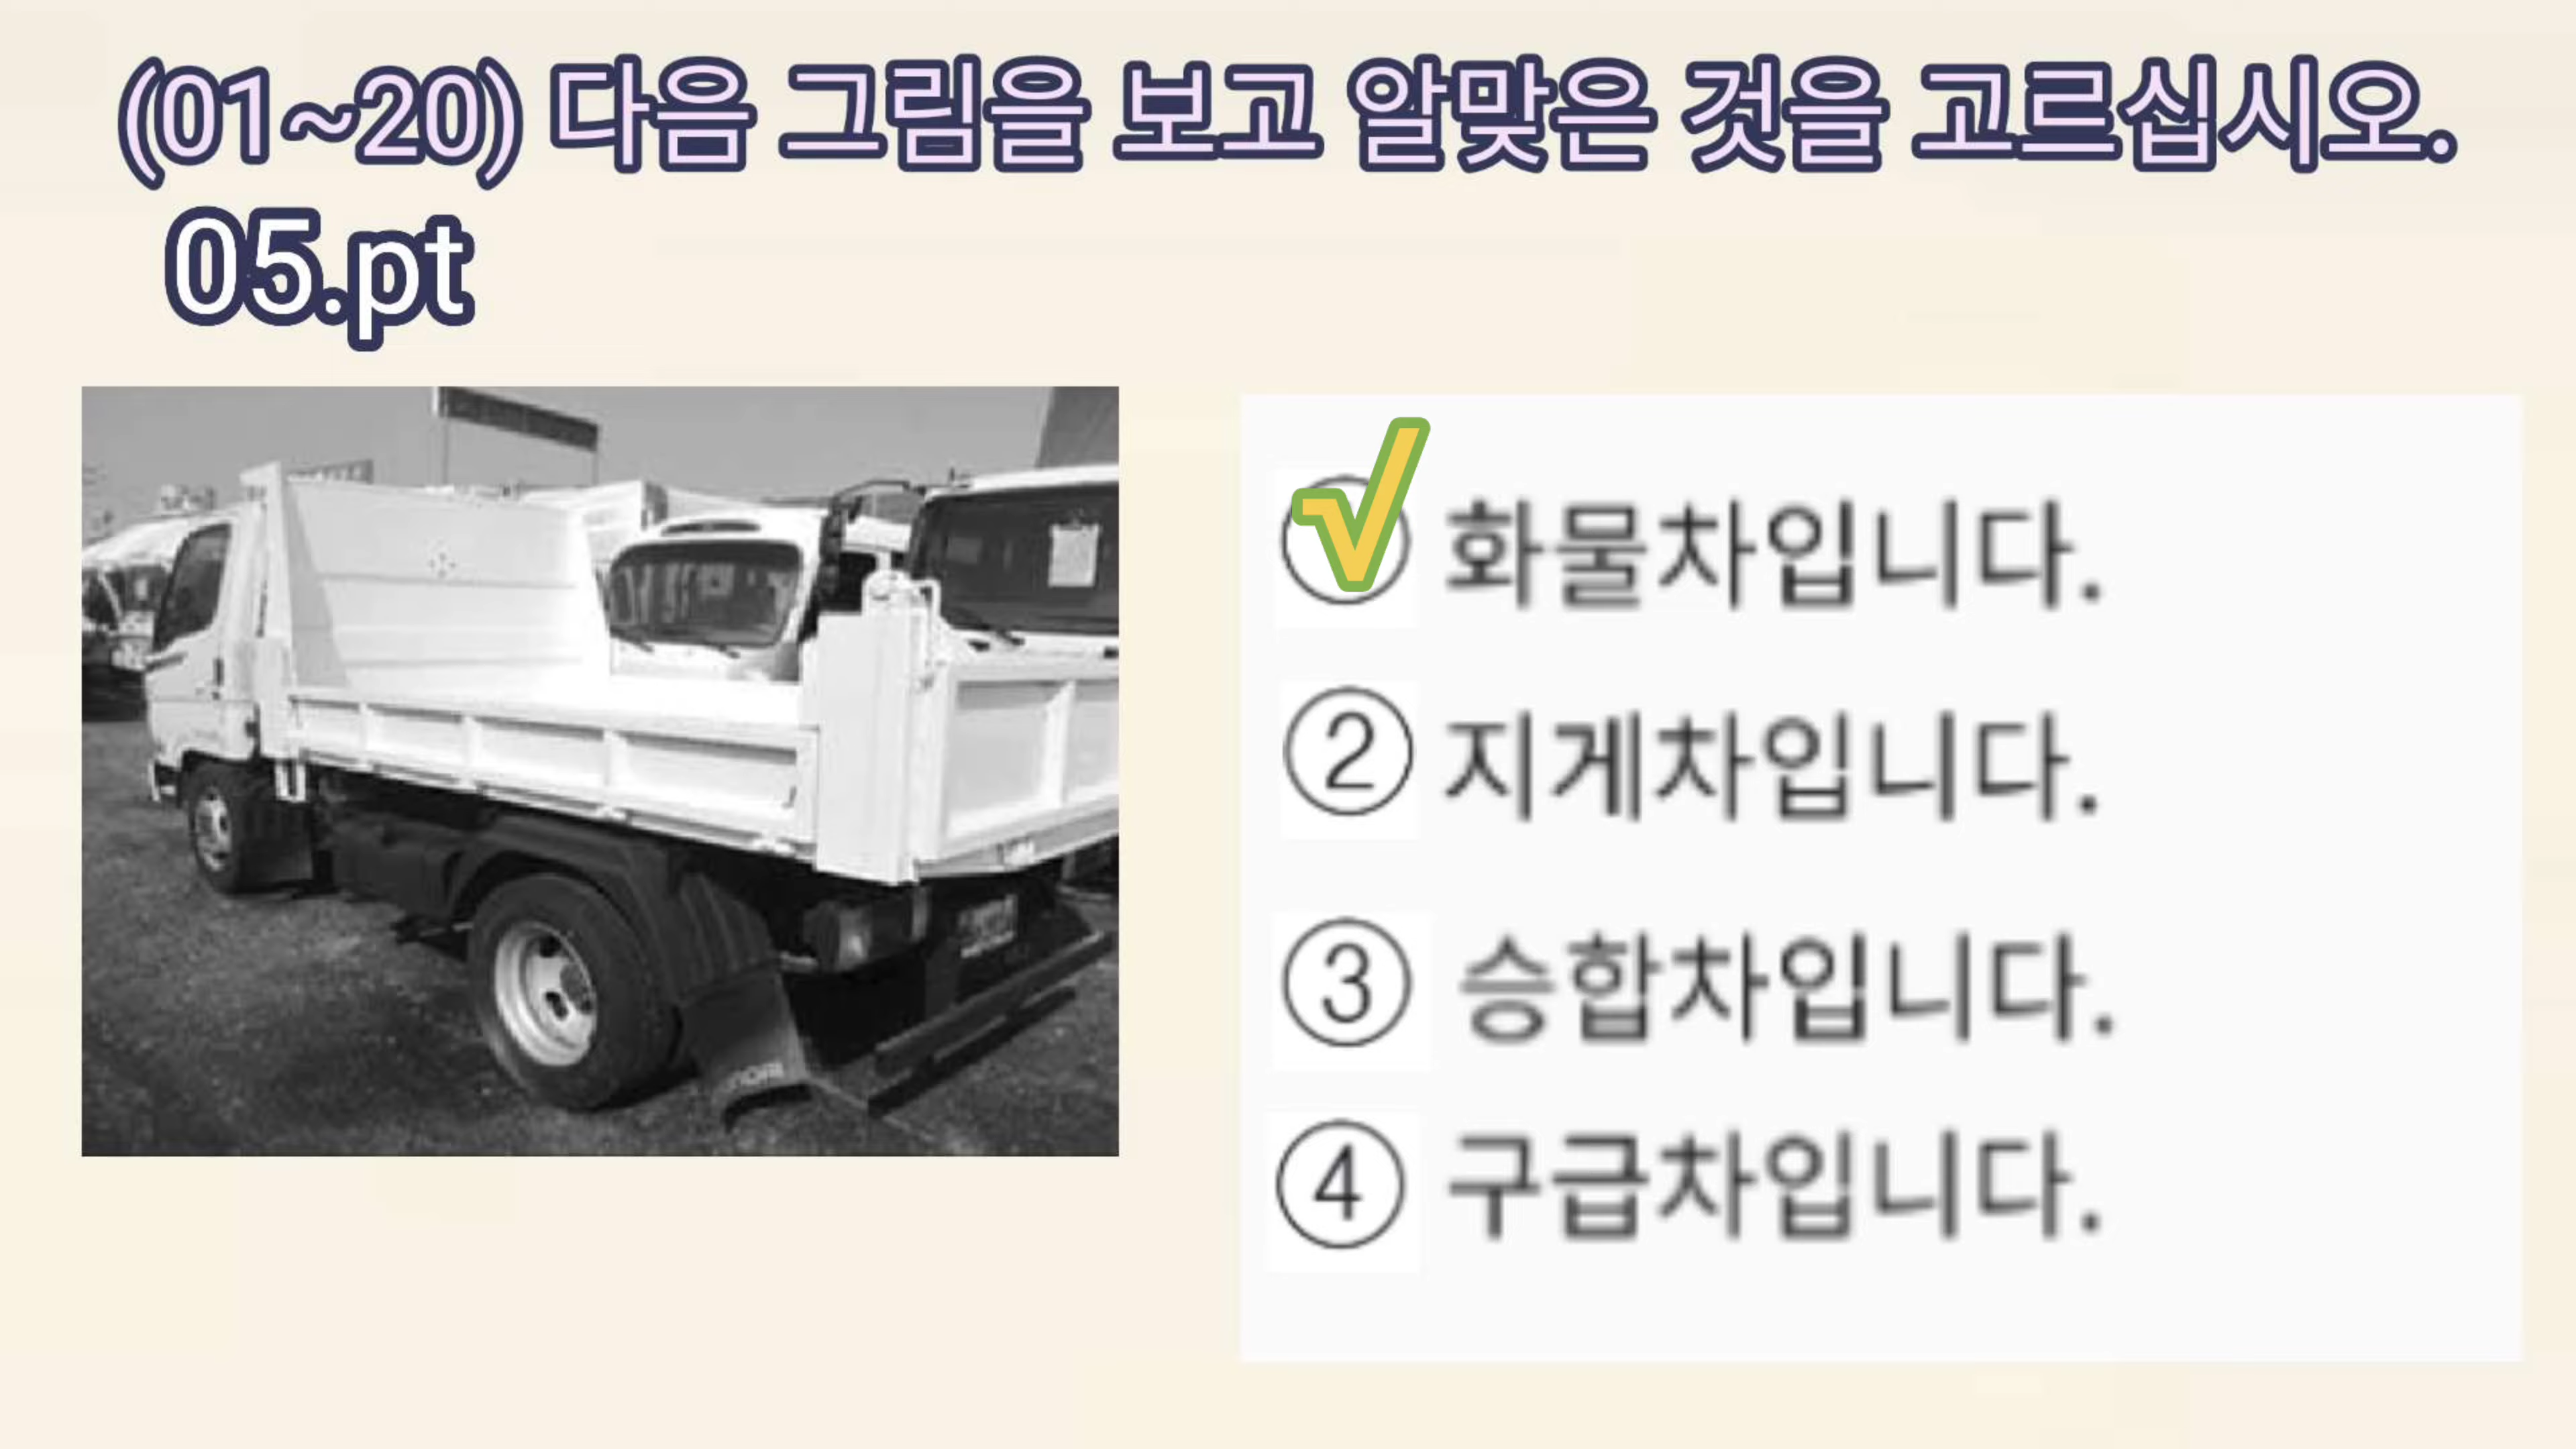 (01~20) 다음 그림을 보고 알맞은 것을 고르십시오.
05.pt
화물차입니다.
② 지게차입니다.
③ 승합차입니다.
④ 구급차입니다.